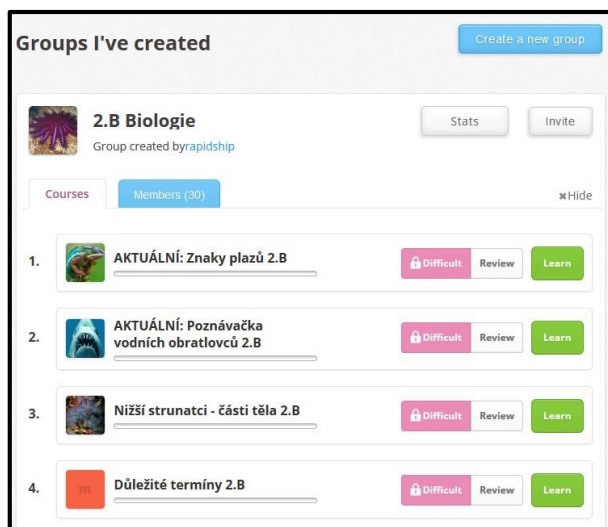 Groups I've created
Create a new group
2.B Biologie
Group created byrapidship
Stats
Invite
Courses
Members (30)
✖Hide
1.
AKTUÁLNÍ: Znaky plazů 2.B
Difficult
Review
Learn
2.
AKTUÁLNÍ: Poznávačka
vodních obratlovců 2.B
Difficult
Review
Learn
3.
Nižší strunatci - části těla 2.B
Difficult
Review
Learn
4.
m
Důležité termíny 2.B
Difficult
Review
Learn